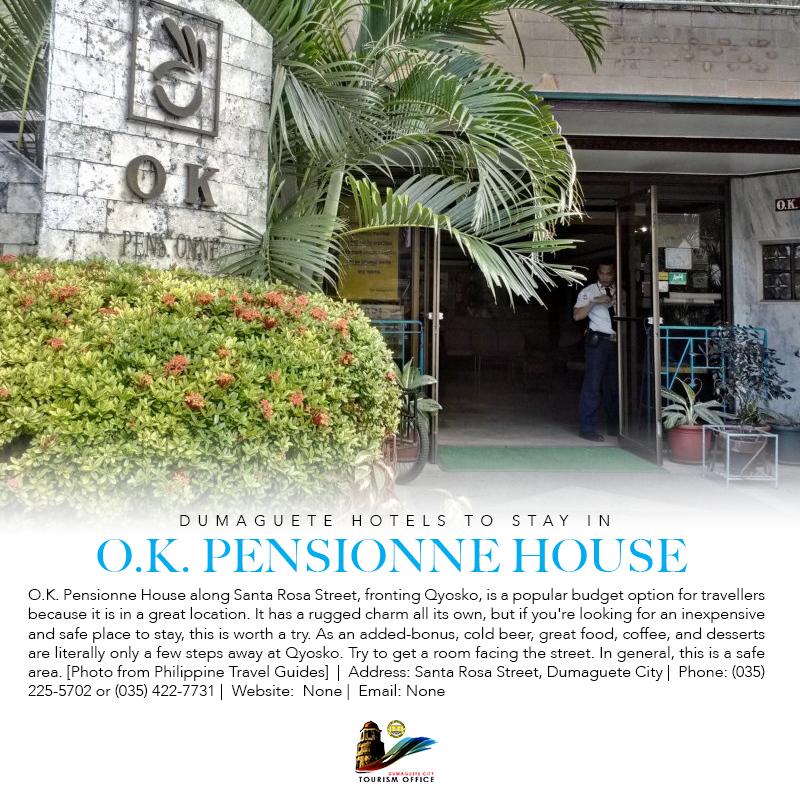 OK
PENSIONNE
O.K.
DUMAGUETE HOTELS TO STAY IN
O.K. PENSIONNE HOUSE
O.K. Pensionne House along Santa Rosa Street, fronting Qyosko, is a popular budget option for travellers
because it is in a great location. It has a rugged charm all its own, but if you're looking for an inexpensive
and safe place to stay, this is worth a try. As an added-bonus, cold beer, great food, coffee, and desserts
are literally only a few steps away at Qyosko. Try to get a room facing the street. In general, this is a safe
area. [Photo from Philippine Travel Guides] | Address: Santa Rosa Street, Dumaguete City | Phone: (035)
225-5702 or (035) 422-7731 | Website: None | Email: None
DUMAGUETE CITY
TOURISM OFFICE